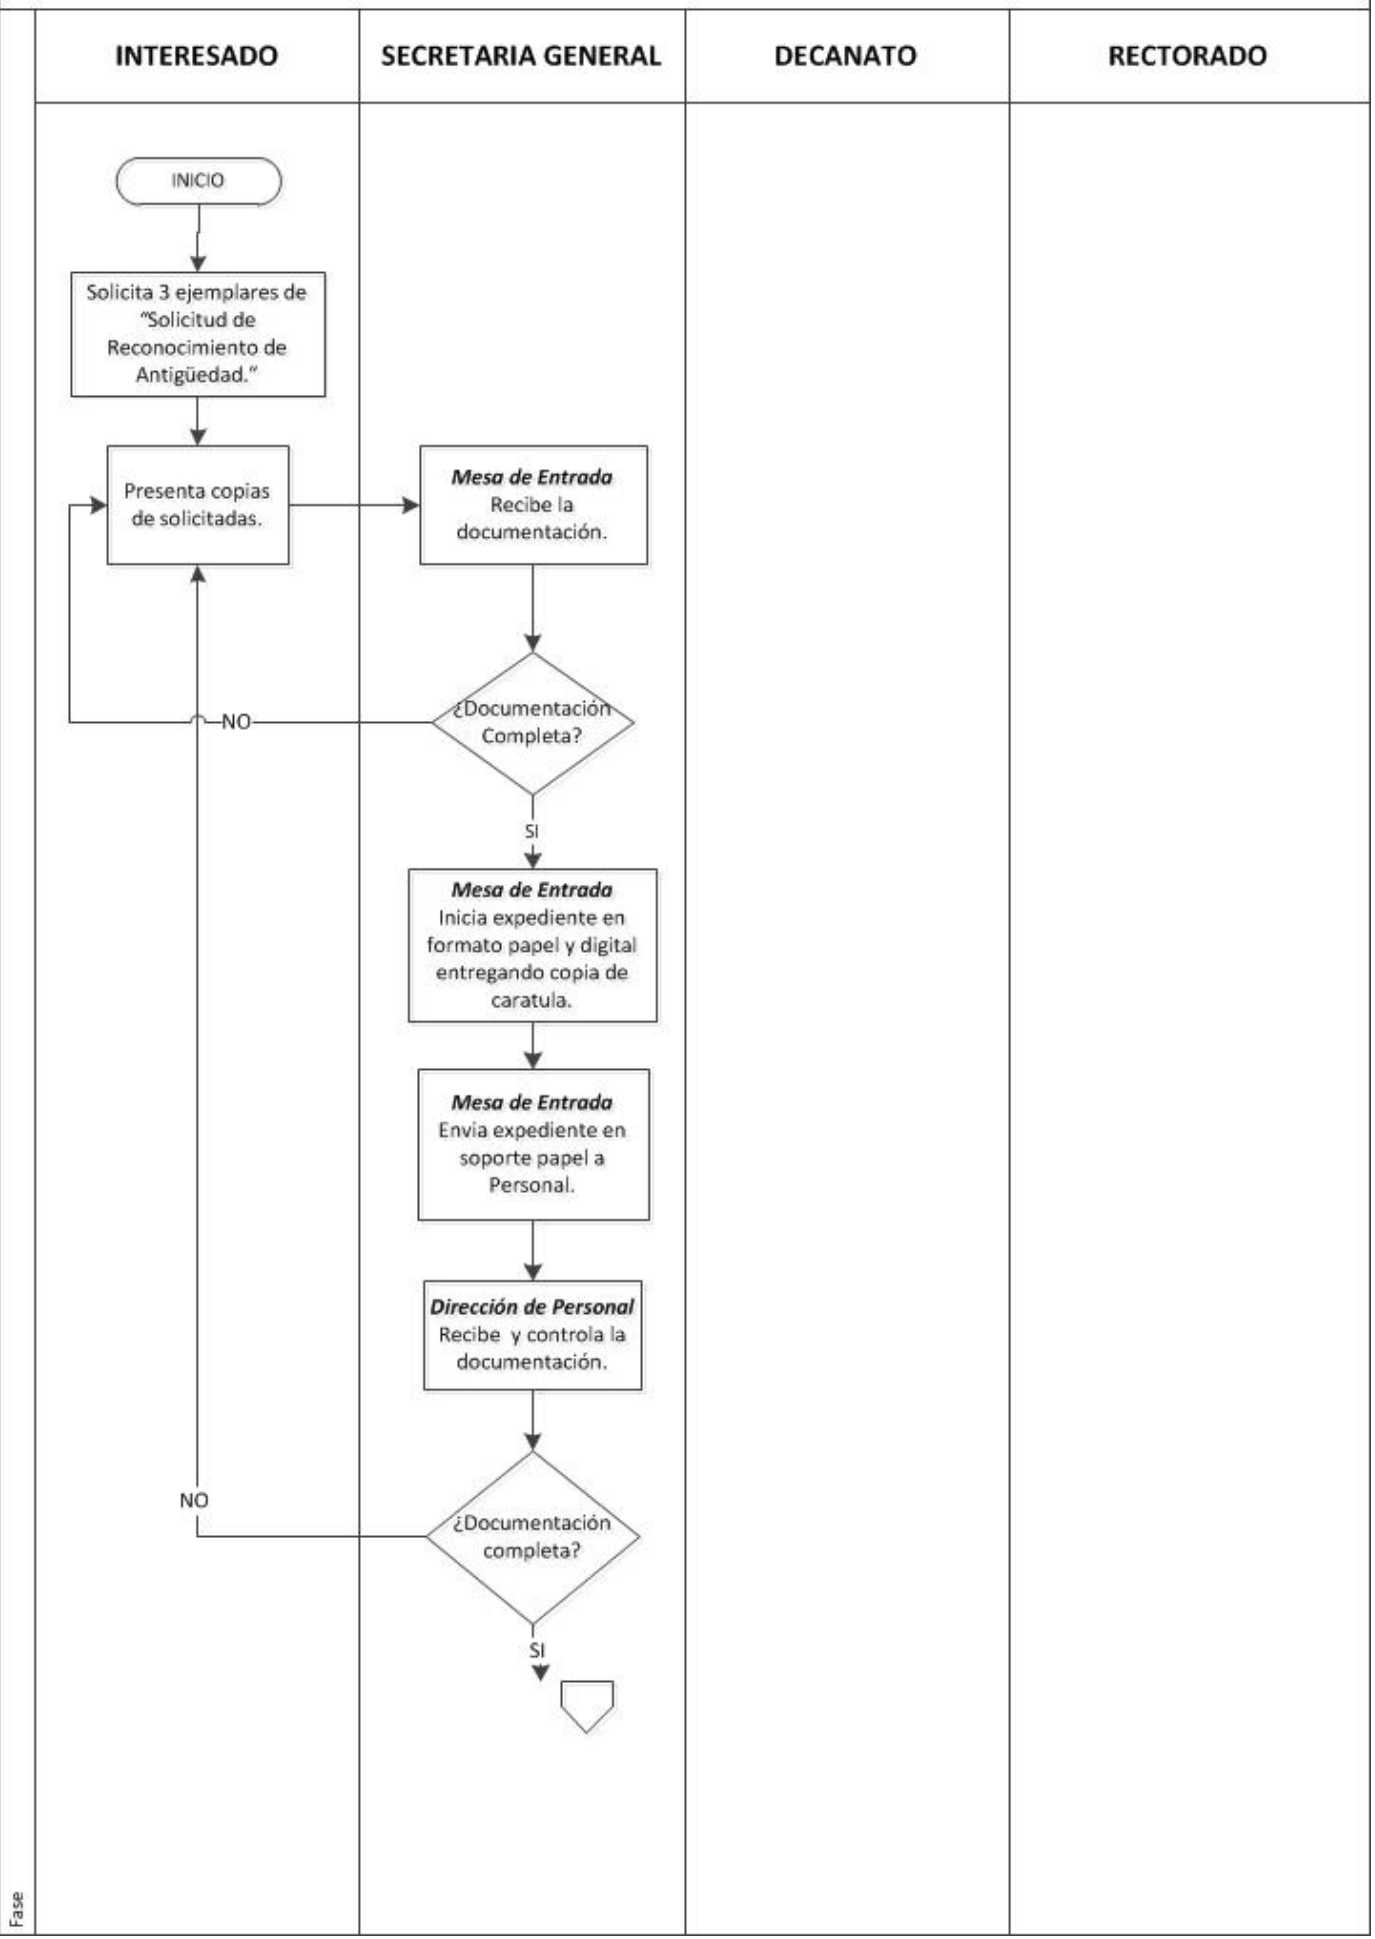 INTERESADO
SECRETARIA GENERAL
DECANATO
RECTORADO
INICIO
Solicita 3 ejemplares de
“Solicitud de
Reconocimiento de
Antigüedad.”
Presenta copias
de solicitadas.
Mesa de Entrada
Recibe la
documentación.
¿Documentación
Completa?
NO
SI
Mesa de Entrada
Inicia expediente en
formato papel y digital
entregando copia de
caratula.
Mesa de Entrada
Envia expediente en
soporte papel a
Personal.
Dirección de Personal
Recibe y controla la
documentación.
¿Documentación
completa?
NO
SI
Fase